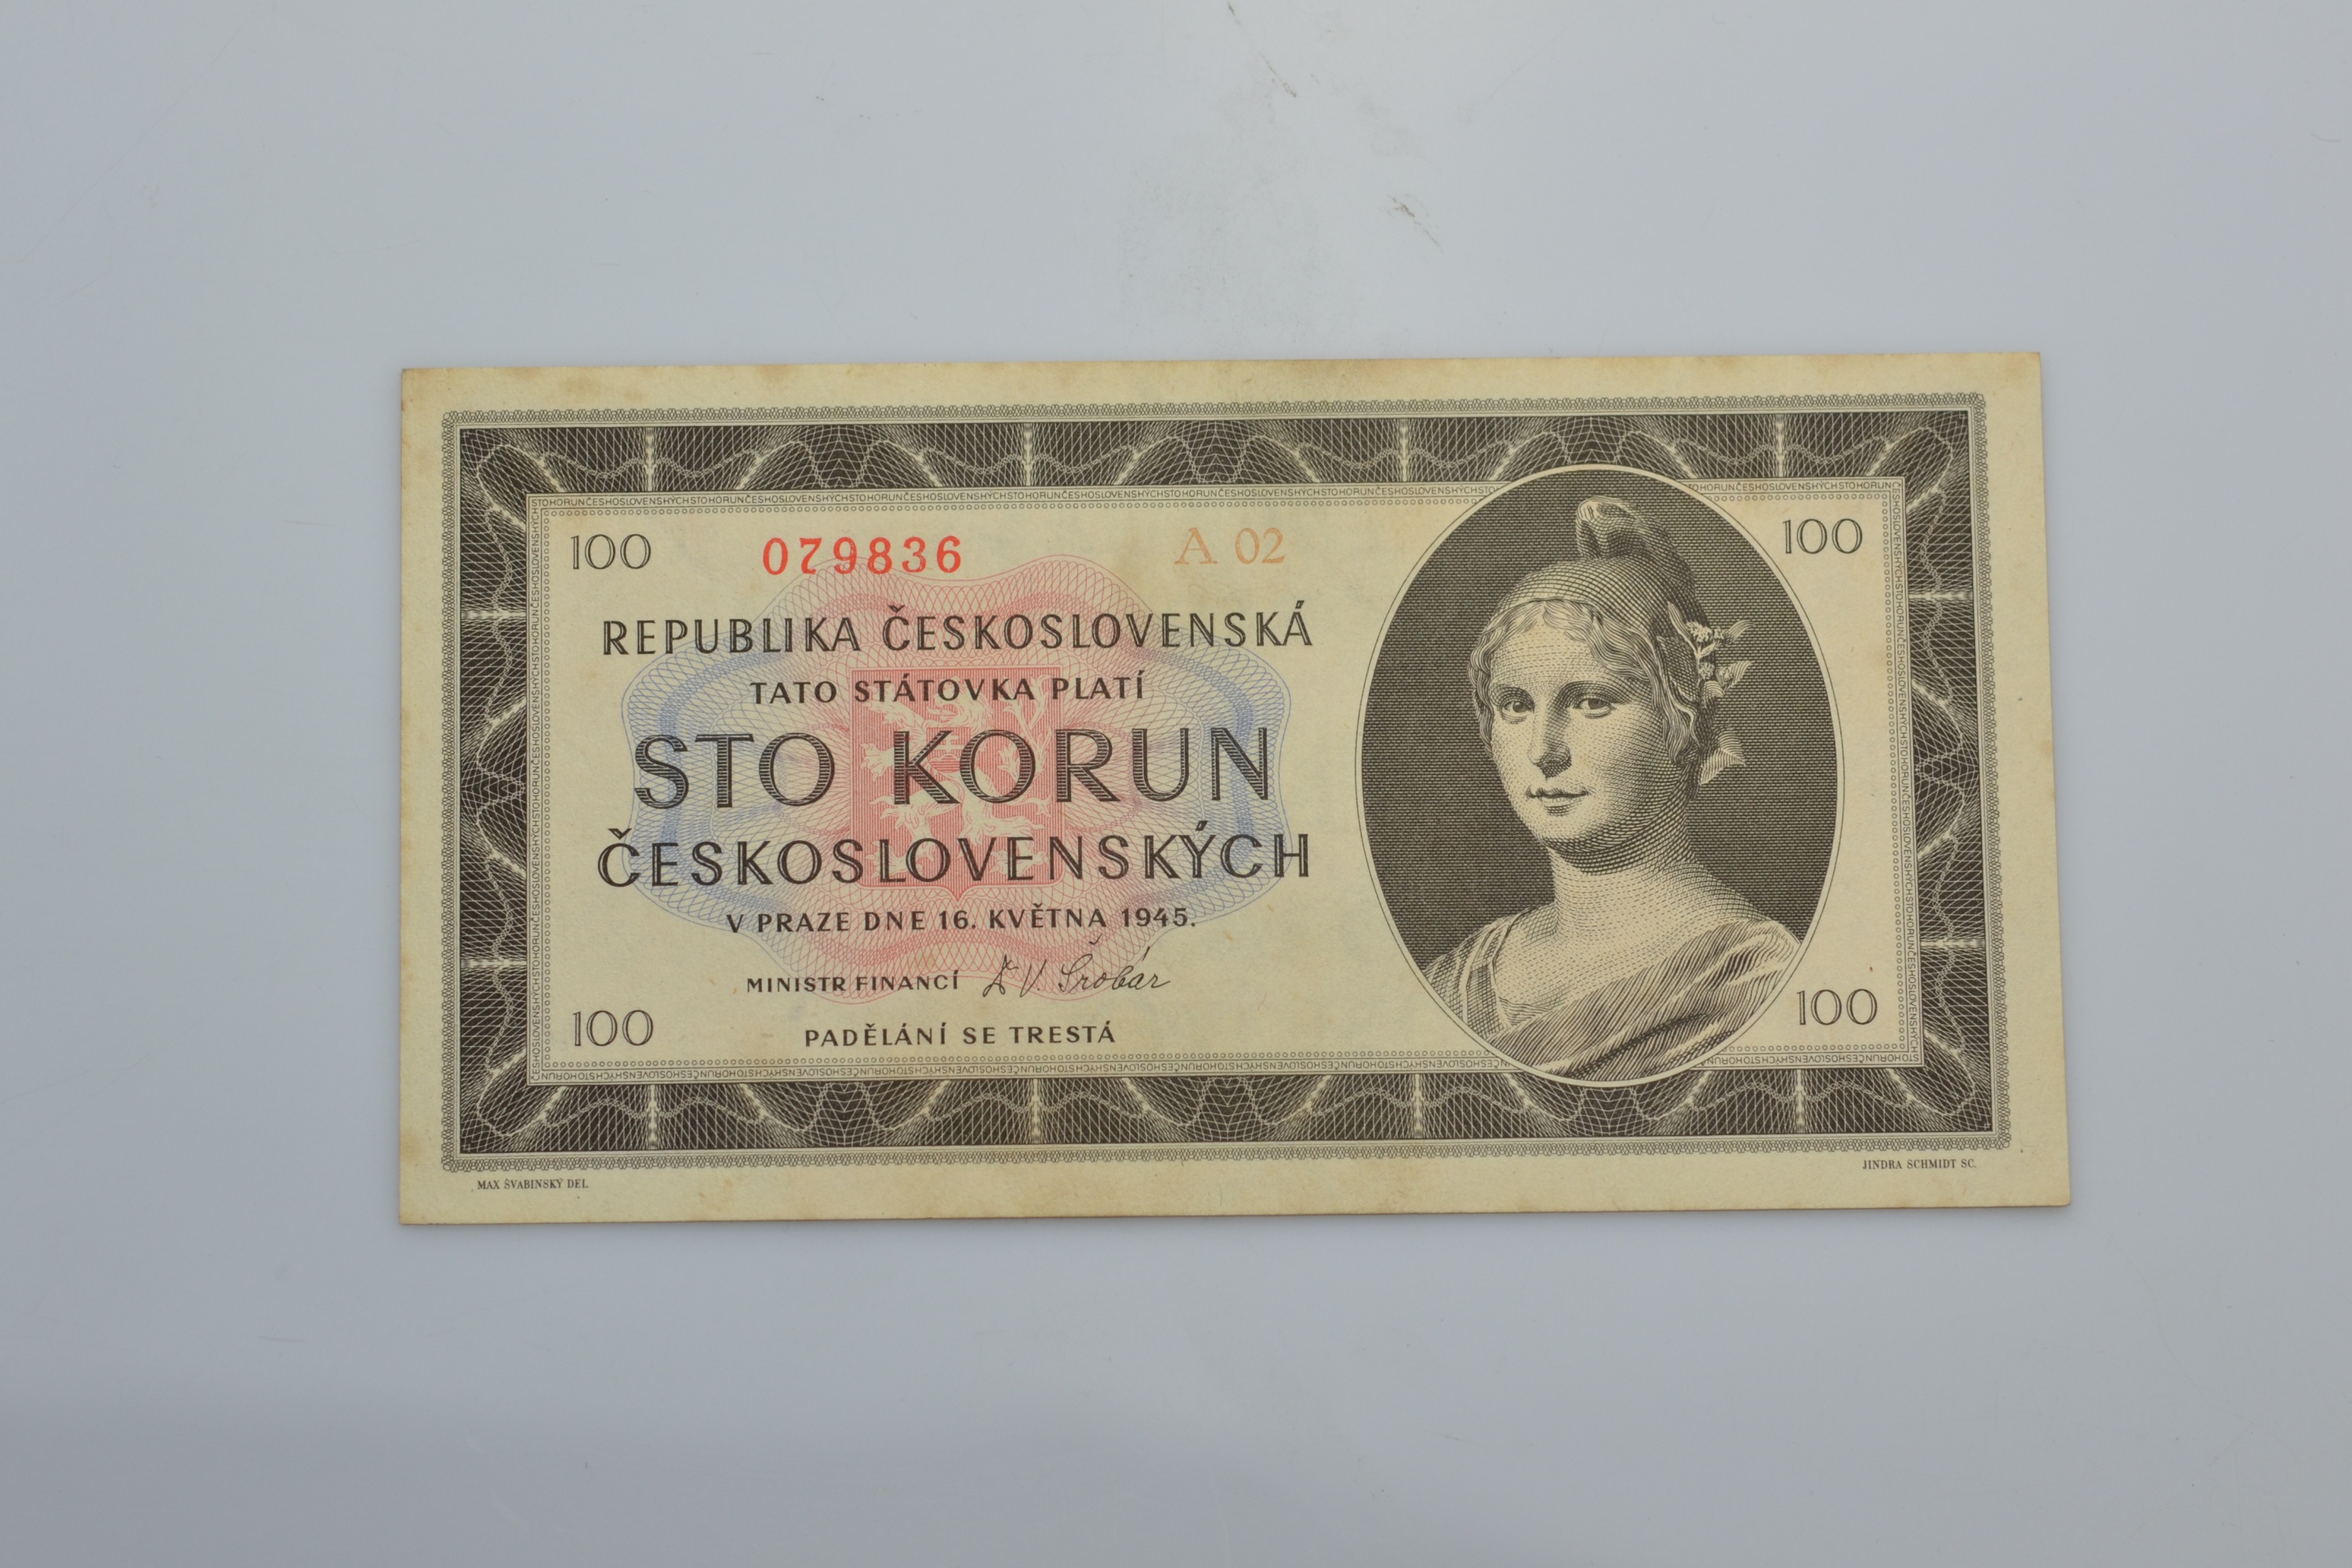 100
079836
A 02
100
REPUBLIKA ČESKOSLOVENSKÁ
TATO STÁTOVKA PLATÍ
STO KORUN
ČESKOSLOVENSKÝCH
V PRAZE DNE 16. KVĚTNA 1945.
MINISTR FINANCÍ Dr V. Šrobár
100
PADĚLÁNÍ SE TRESTÁ
100
MAX ŠVABINSKÝ DEL.
JINDRA SCHMIDT SC.